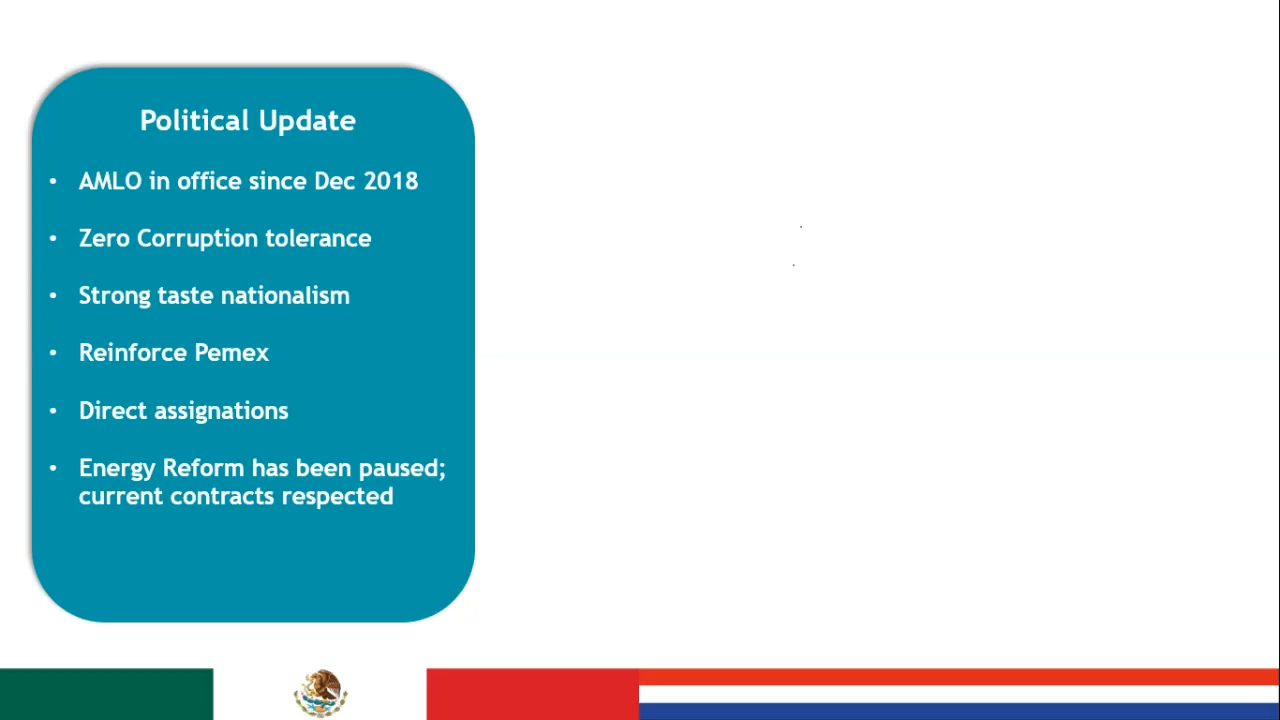 Political Update
• AMLO in office since Dec 2018
• Zero Corruption tolerance
• Strong taste nationalism
• Reinforce Pemex
• Direct assignations
• Energy Reform has been paused;
current contracts respected